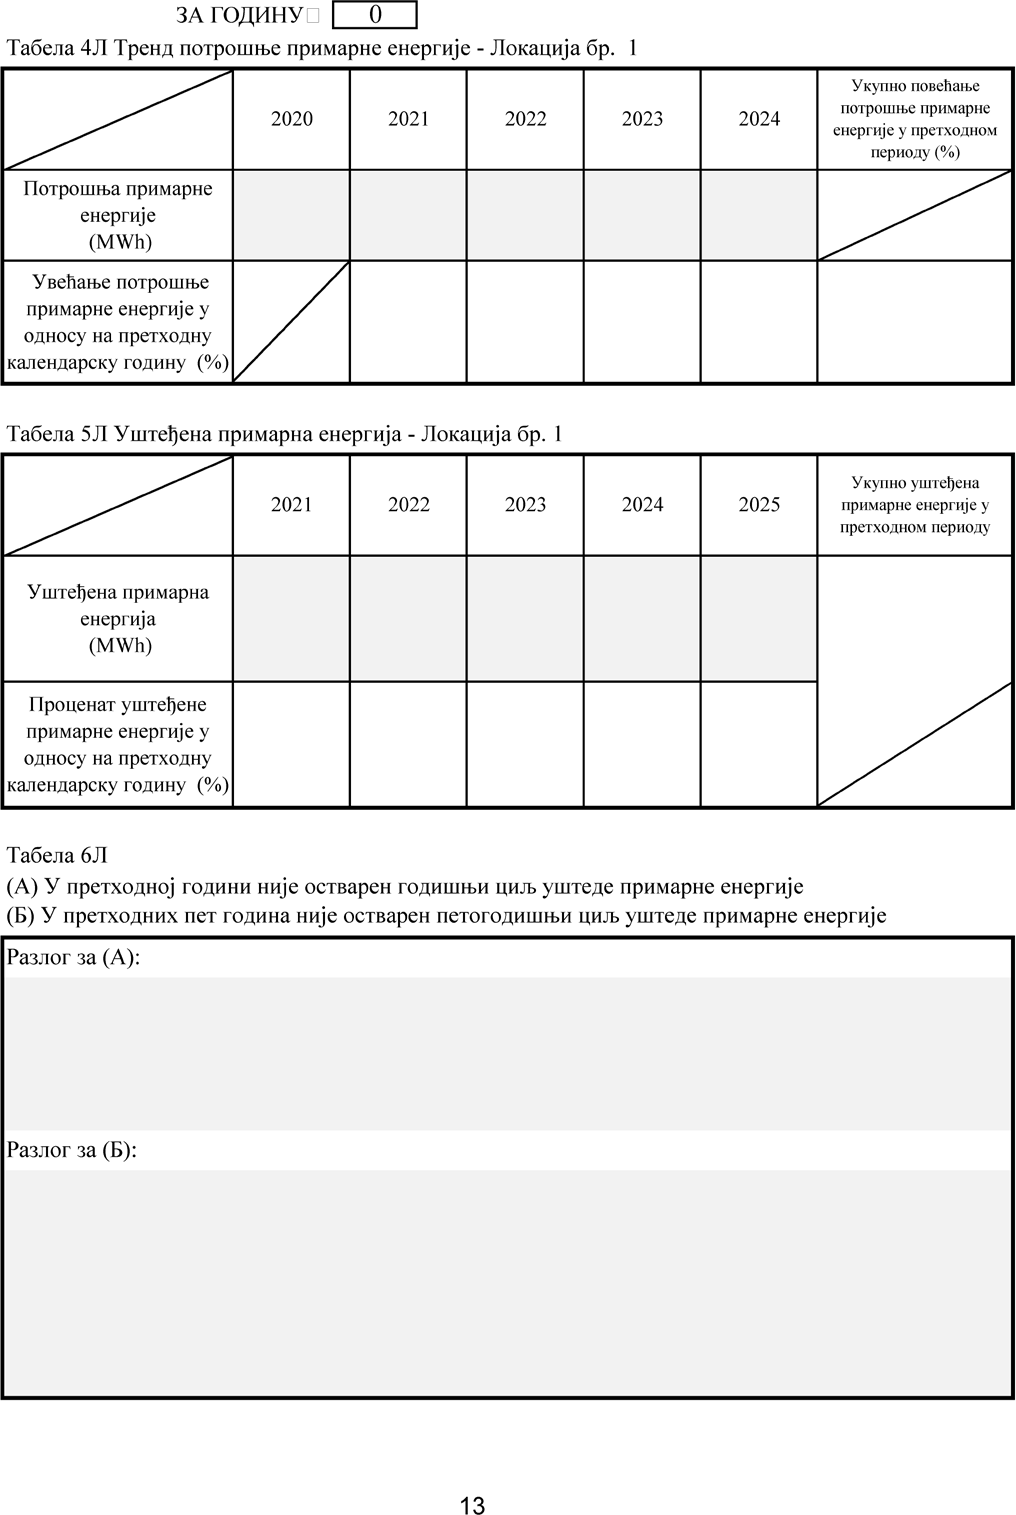 ЗА ГОДИНУ 0
Табела 4Л Тренд потрошње примарне енергије - Локација бр. 1
2020 2021 2022 2023 2024
Укупно повећање
потрошње примарне
енергије у претходном
периоду (%)
Потрошња примарне
енергије
(MWh)
Увећање потрошње
примарне енергије у
односу на претходну
календарску годину (%)
Табела 5Л Уштеђена примарна енергија - Локација бр. 1
2021 2022 2023 2024 2025
Укупно уштеђена
примарне енергије у
претходном периоду
Уштеђена примарна
енергија
(MWh)
Проценат уштеђене
примарне енергије у
односу на претходну
календарску годину (%)
Табела 6Л
(А) У претходној години није остварен годишњи циљ уштеде примарне енергије
(Б) У претходних пет година није остварен петогодишњи циљ уштеде примарне енергије
Разлог за (А):
Разлог за (Б):
13